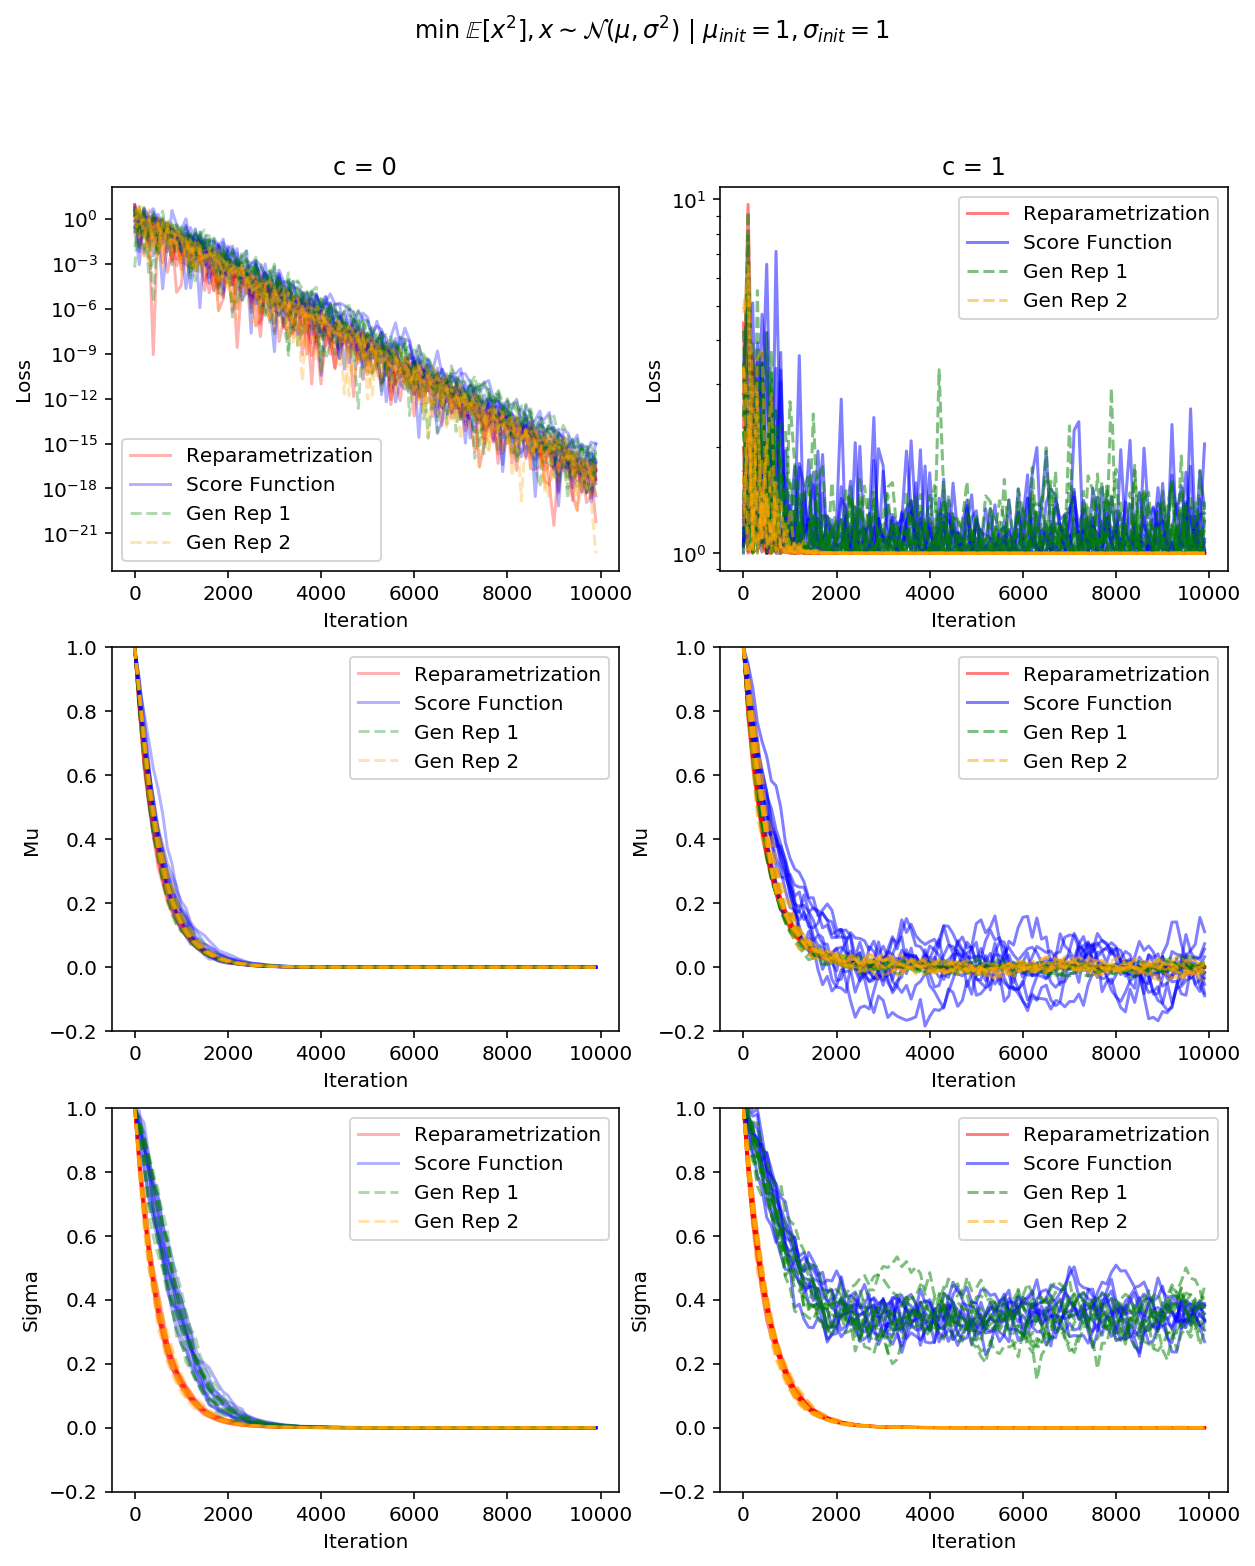 min 𝔼[x²], x ∼ 𝒩(μ, σ²) | μ_init = 1, σ_init = 1
c = 0
10⁰
10⁻³
10⁻⁶
10⁻⁹
10⁻¹²
10⁻¹⁵
10⁻¹⁸
10⁻²¹
Loss
Reparametrization
Score Function
Gen Rep 1
Gen Rep 2
0 2000 4000 6000 8000 10000
Iteration
c = 1
10¹
10⁰
Loss
Reparametrization
Score Function
Gen Rep 1
Gen Rep 2
0 2000 4000 6000 8000 10000
Iteration
1.0
0.8
0.6
0.4
0.2
0.0
−0.2
Mu
Reparametrization
Score Function
Gen Rep 1
Gen Rep 2
0 2000 4000 6000 8000 10000
Iteration
1.0
0.8
0.6
0.4
0.2
0.0
−0.2
Mu
Reparametrization
Score Function
Gen Rep 1
Gen Rep 2
0 2000 4000 6000 8000 10000
Iteration
1.0
0.8
0.6
0.4
0.2
0.0
−0.2
Sigma
Reparametrization
Score Function
Gen Rep 1
Gen Rep 2
0 2000 4000 6000 8000 10000
Iteration
1.0
0.8
0.6
0.4
0.2
0.0
−0.2
Sigma
Reparametrization
Score Function
Gen Rep 1
Gen Rep 2
0 2000 4000 6000 8000 10000
Iteration